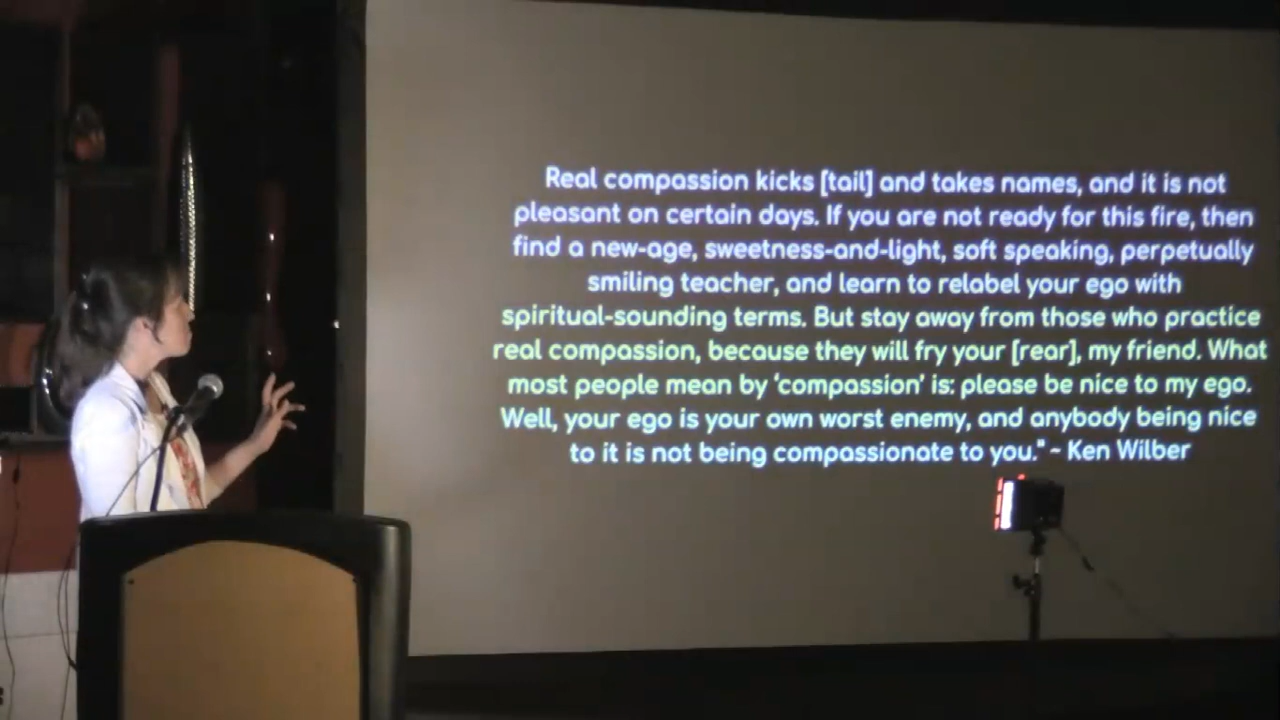 Real compassion kicks [tail] and takes names, and it is not
pleasant on certain days. If you are not ready for this fire, then
find a new-age, sweetness-and-light, soft speaking, perpetually
smiling teacher, and learn to relabel your ego with
spiritual-sounding terms. But stay away from those who practice
real compassion, because they will fry your [rear], my friend. What
most people mean by 'compassion' is: please be nice to my ego.
Well, your ego is your own worst enemy, and anybody being nice
to it is not being compassionate to you." ~ Ken Wilber